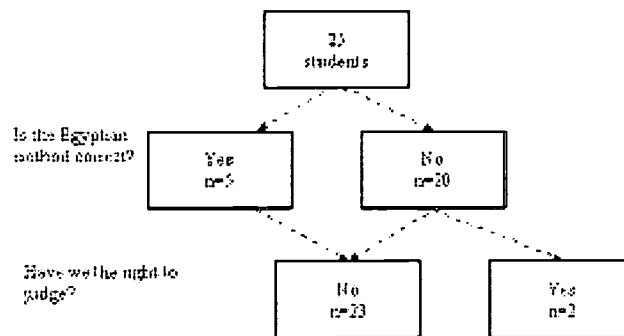 25
students
Is the Egyptian
method correct?
Yes
n=5
No
n=20
Have we the right to
judge?
No
n=23
Yes
n=2